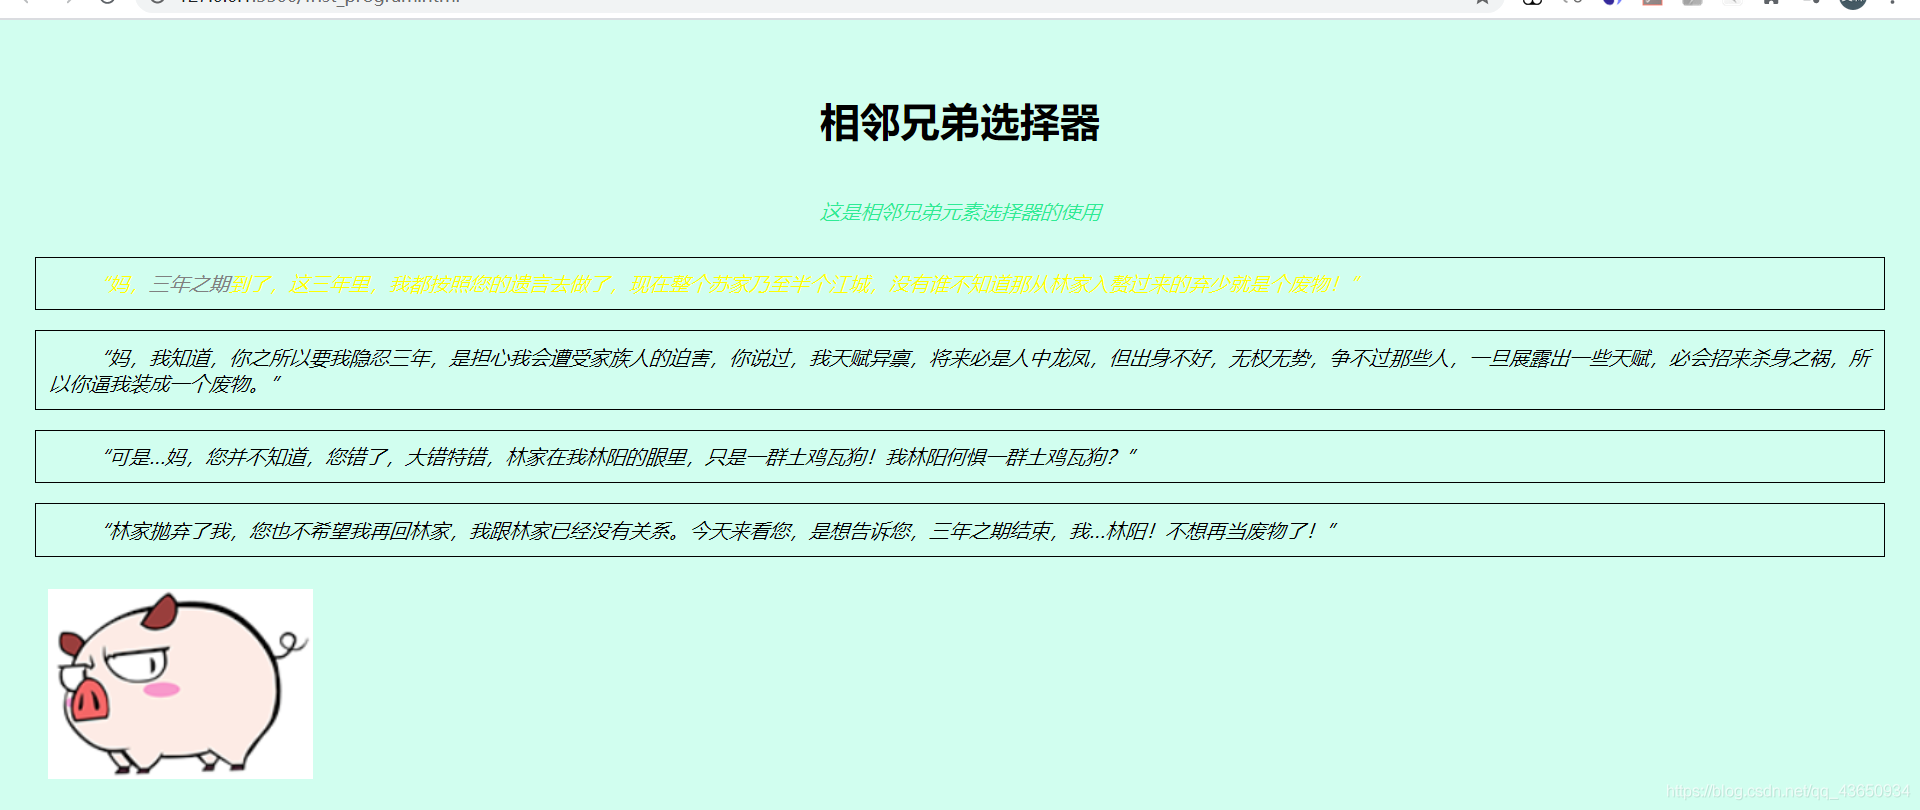 相邻兄弟选择器
这是相邻兄弟元素选择器的使用
“妈，三年之期到了，这三年里，我都按照您的遗言去做了，现在整个苏家乃至半个江城，没有谁不知道那从林家入赘过来的弃少就是个废物！”
“妈，我知道，你之所以要我隐忍三年，是担心我会遭受家族人的迫害，你说过，我天赋异禀，将来必是人中龙凤，但出身不好，无权无势，争不过那些人，一旦展露出一些天赋，必会招来杀身之祸，所
以你逼我装成一个废物。”
“可是...妈，您并不知道，您错了，大错特错，林家在我林阳的眼里，只是一群土鸡瓦狗！我林阳何惧一群土鸡瓦狗？”
“林家抛弃了我，您也不希望我再回林家，我跟林家已经没有关系。今天来看您，是想告诉您，三年之期结束，我...林阳！不想再当废物了！“
https://blog.csdn.net/qq_43650934